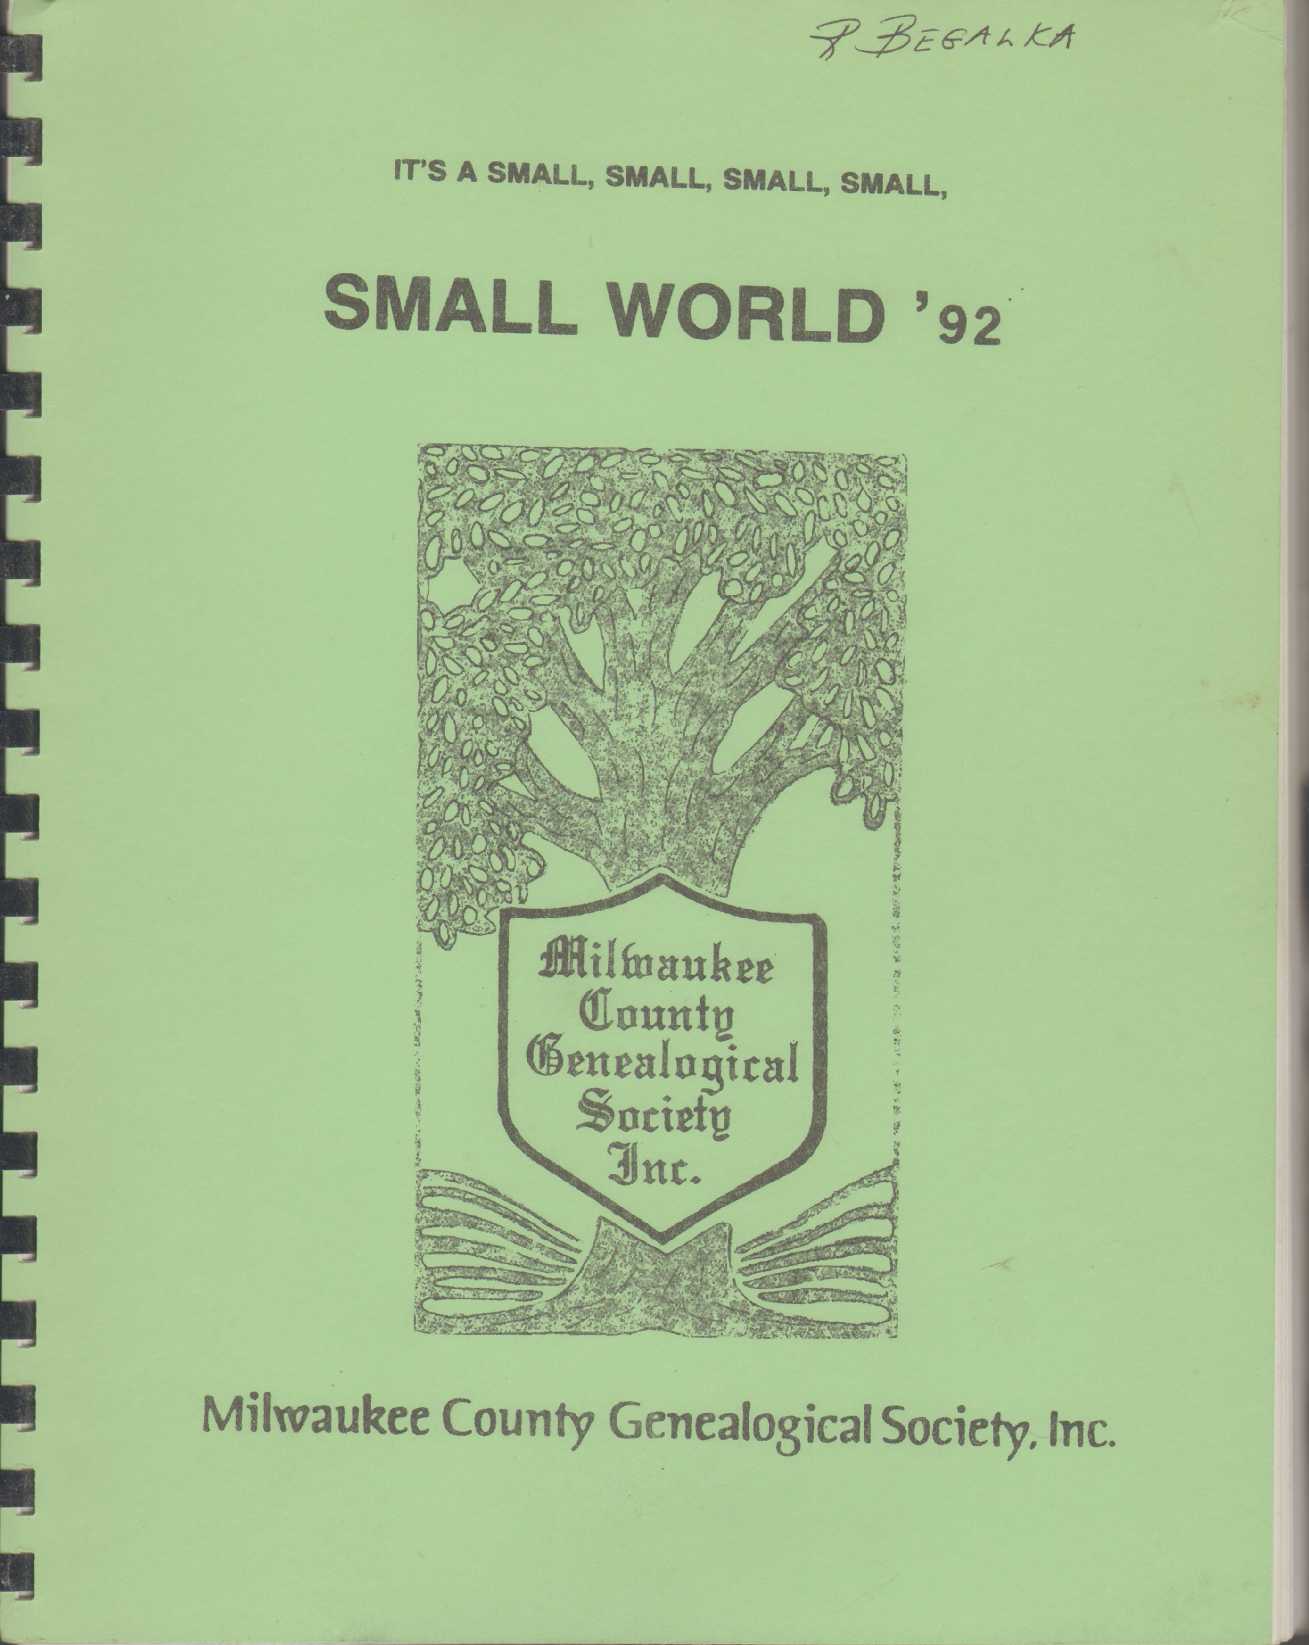 R BEGALKA
IT'S A SMALL, SMALL, SMALL, SMALL,
SMALL WORLD '92
Milwaukee
County
Genealogical
Society
Inc.
Milwaukee County Genealogical Society, Inc.